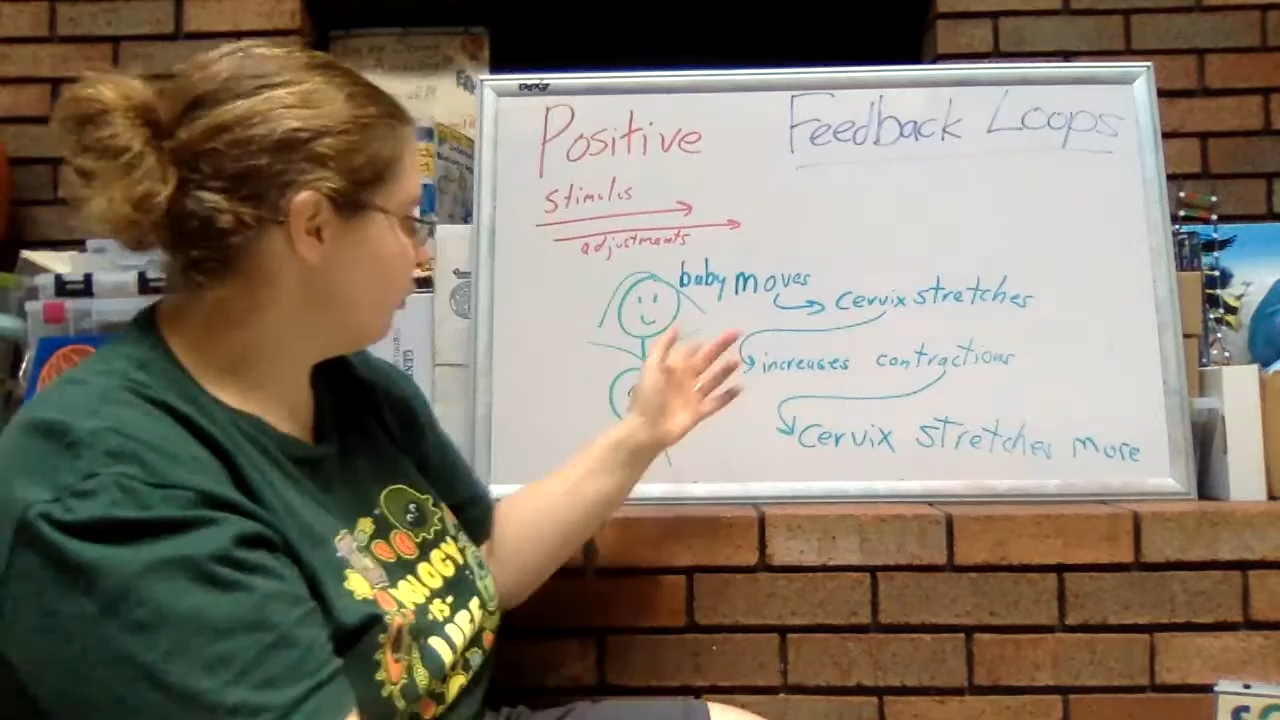 Positive
Feedback Loops
stimulus
adjustments
baby moves
cervix stretches
increases contractions
cervix stretches more